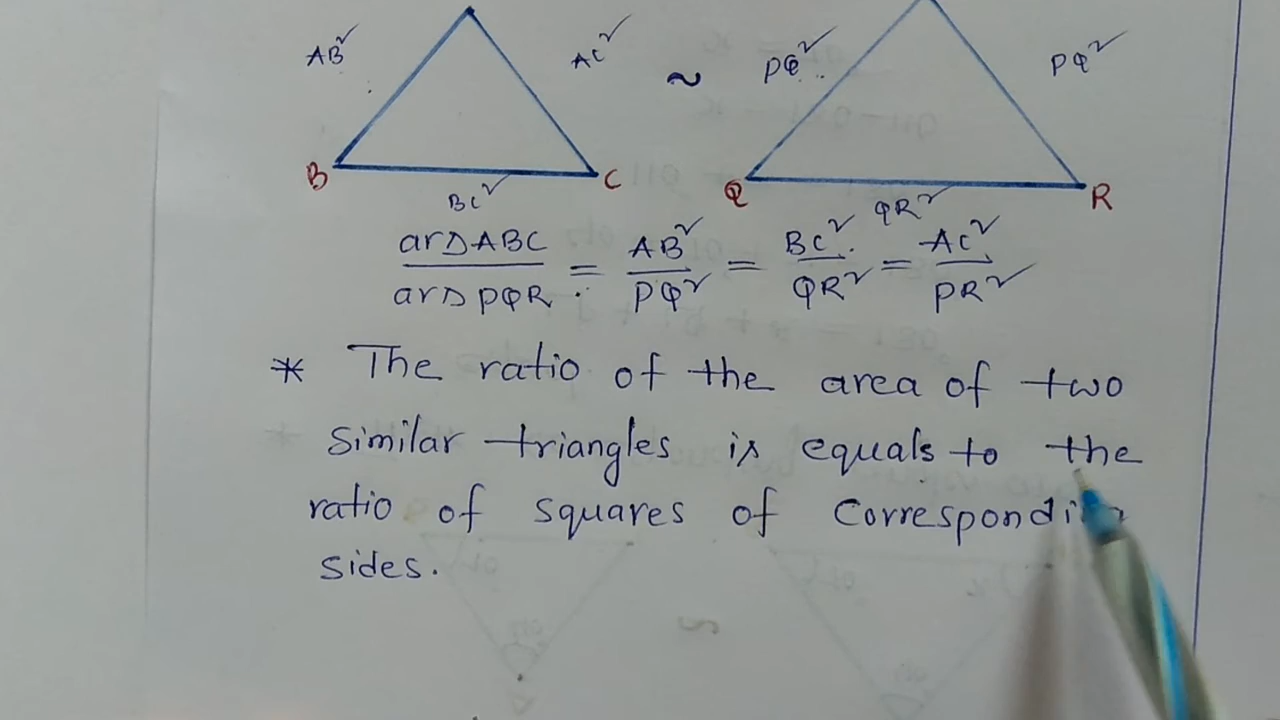 AB² AC² ~ PQ² PQ²
B C Q R
BC² QR²
ar△ABC / ar△PQR = AB² / PQ² = BC² / QR² = AC² / PR²
* The ratio of the area of two
similar triangles is equals to the
ratio of squares of
sides.